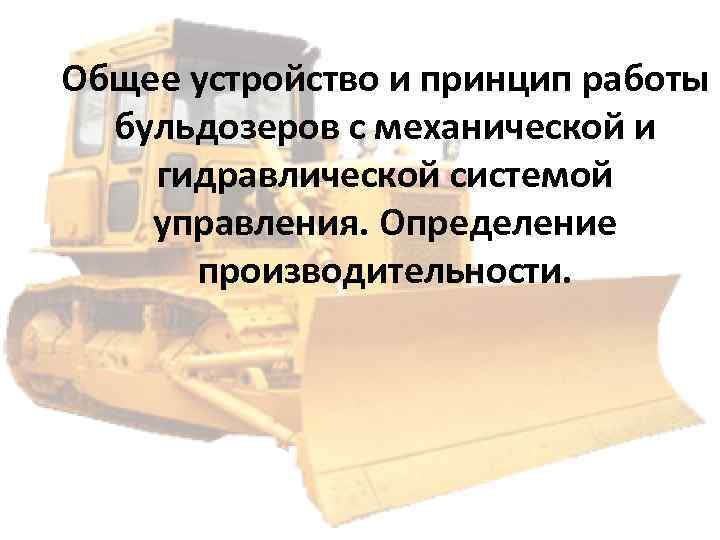 Общее устройство и принцип работы
бульдозеров с механической и
гидравлической системой
управления. Определение
производительности.